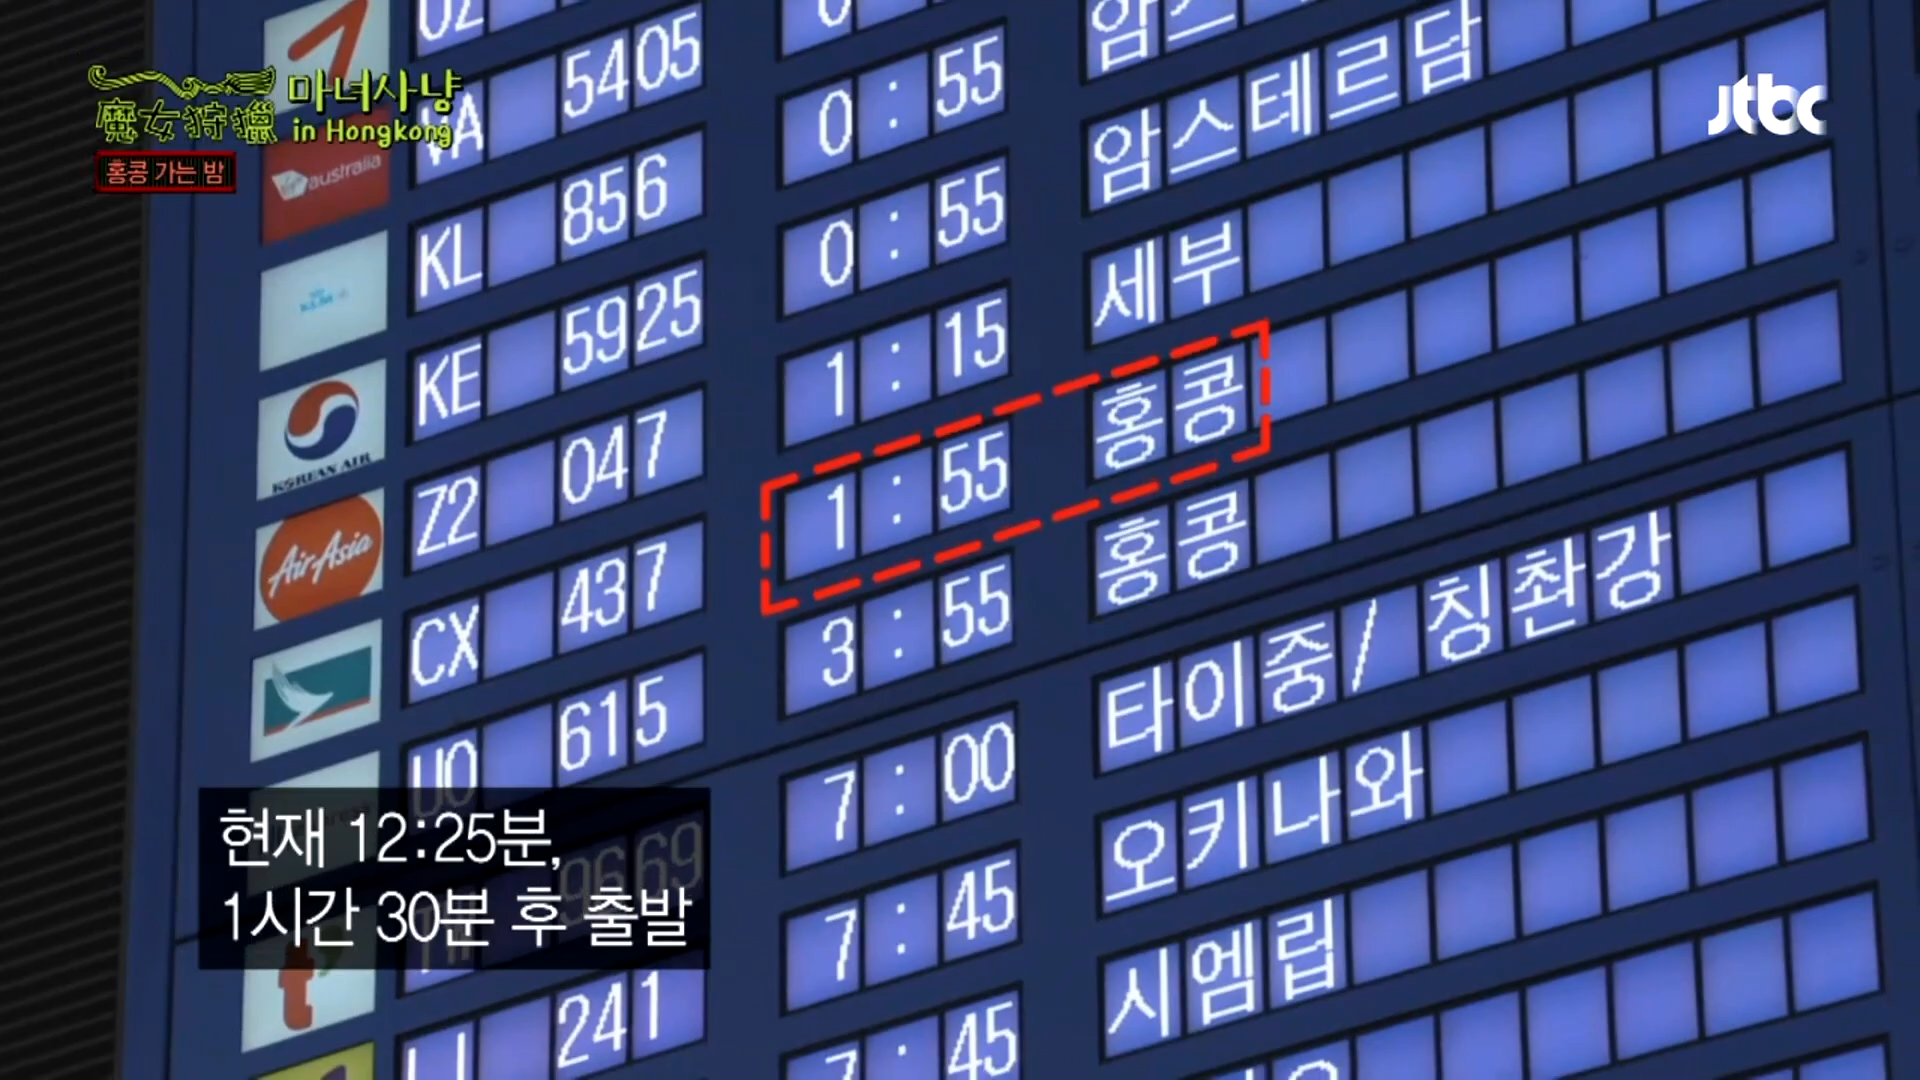 魔女狩獵 마녀사냥
in Hongkong
홍콩 가는 밤
jtbc
VA 5405 0:55 암스테르담
australia
KL 856 0:55 세부
KE 5925 1:15 홍콩
KOREAN AIR
Z2 047 1:55 홍콩
AirAsia
CX 437 3:55 타이중/칭촨강
UO 615 7:00 오키나와
9669 7:45 시엠립
241 7:45
현재 12:25분,
1시간 30분 후 출발